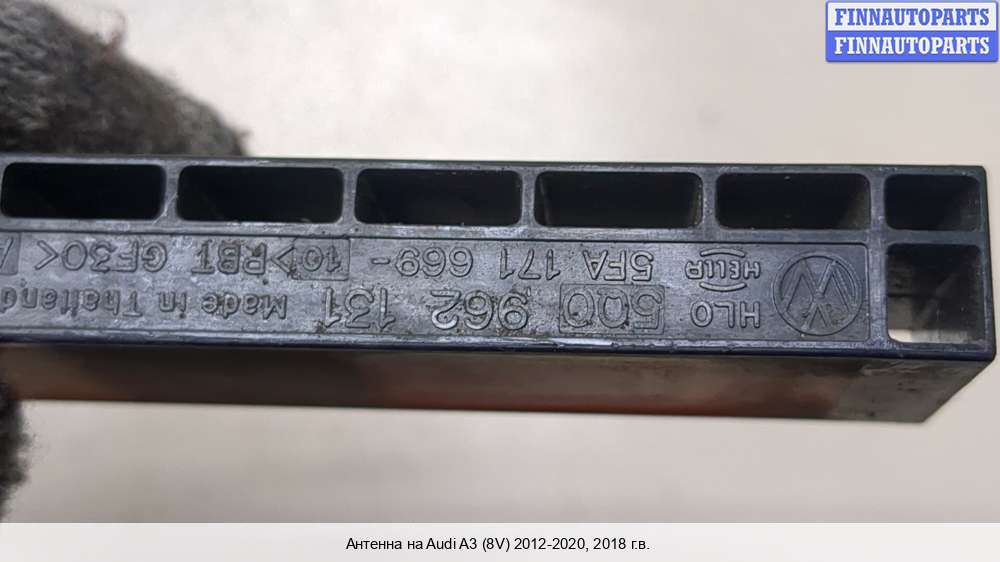 FINNAUTOPARTS
FINNAUTOPARTS
HLO 5Q0 962 131 Made in Thailand
HELLA 5FA 171 669-10 >PBT GF30<
Антенна на Audi A3 (8V) 2012-2020, 2018 г.в.